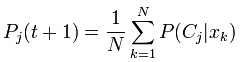 P_j(t + 1) = \frac{1}{N} \sum_{k=1}^{N} P(C_j|x_k)